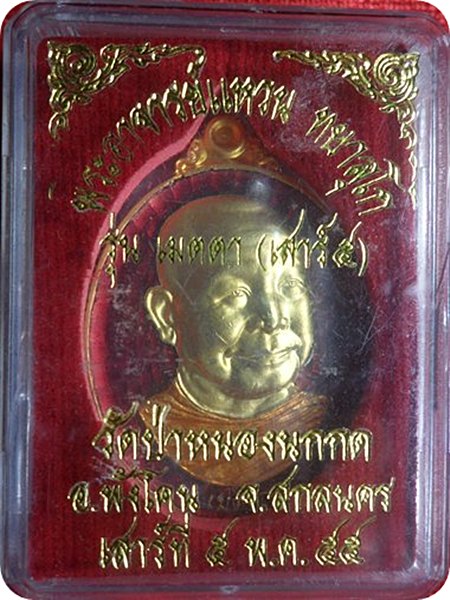 พระอาจารย์แหวน ทยาลุโก
รุ่น เมตตา (เสาร์ ๕)
วัดป่าหนองนกกด
อ.พังโคน จ.สกลนคร
เสาร์ที่ ๕ พ.ค. ๕๕